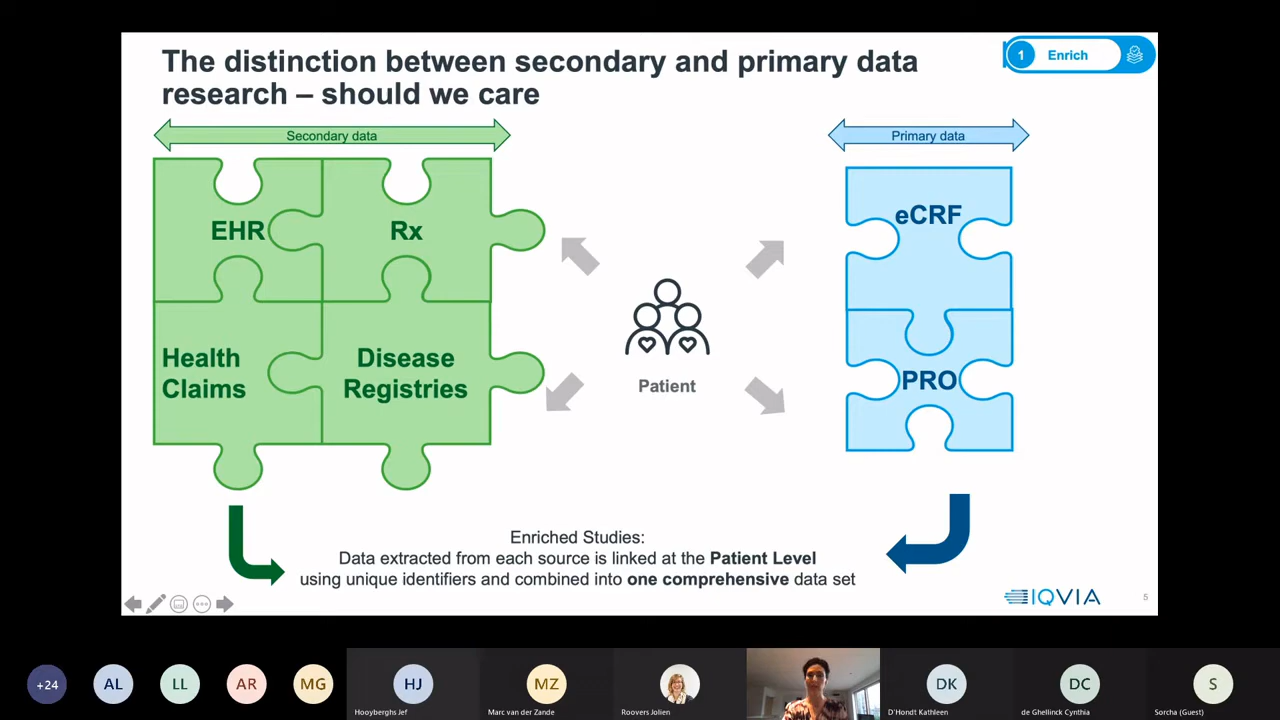 The distinction between secondary and primary data
research – should we care
1 Enrich
Secondary data
Primary data
EHR
Rx
Health
Claims
Disease
Registries
Patient
eCRF
PRO
Enriched Studies:
Data extracted from each source is linked at the Patient Level
using unique identifiers and combined into one comprehensive data set
IQVIA
5
+24
AL
LL
AR
MG
HJ
Hooyberghs Jef
MZ
Marc van der Zande
Roovers Jolien
DK
D'Hondt Kathleen
DC
de Ghellinck Cynthia
S
Sorcha (Guest)